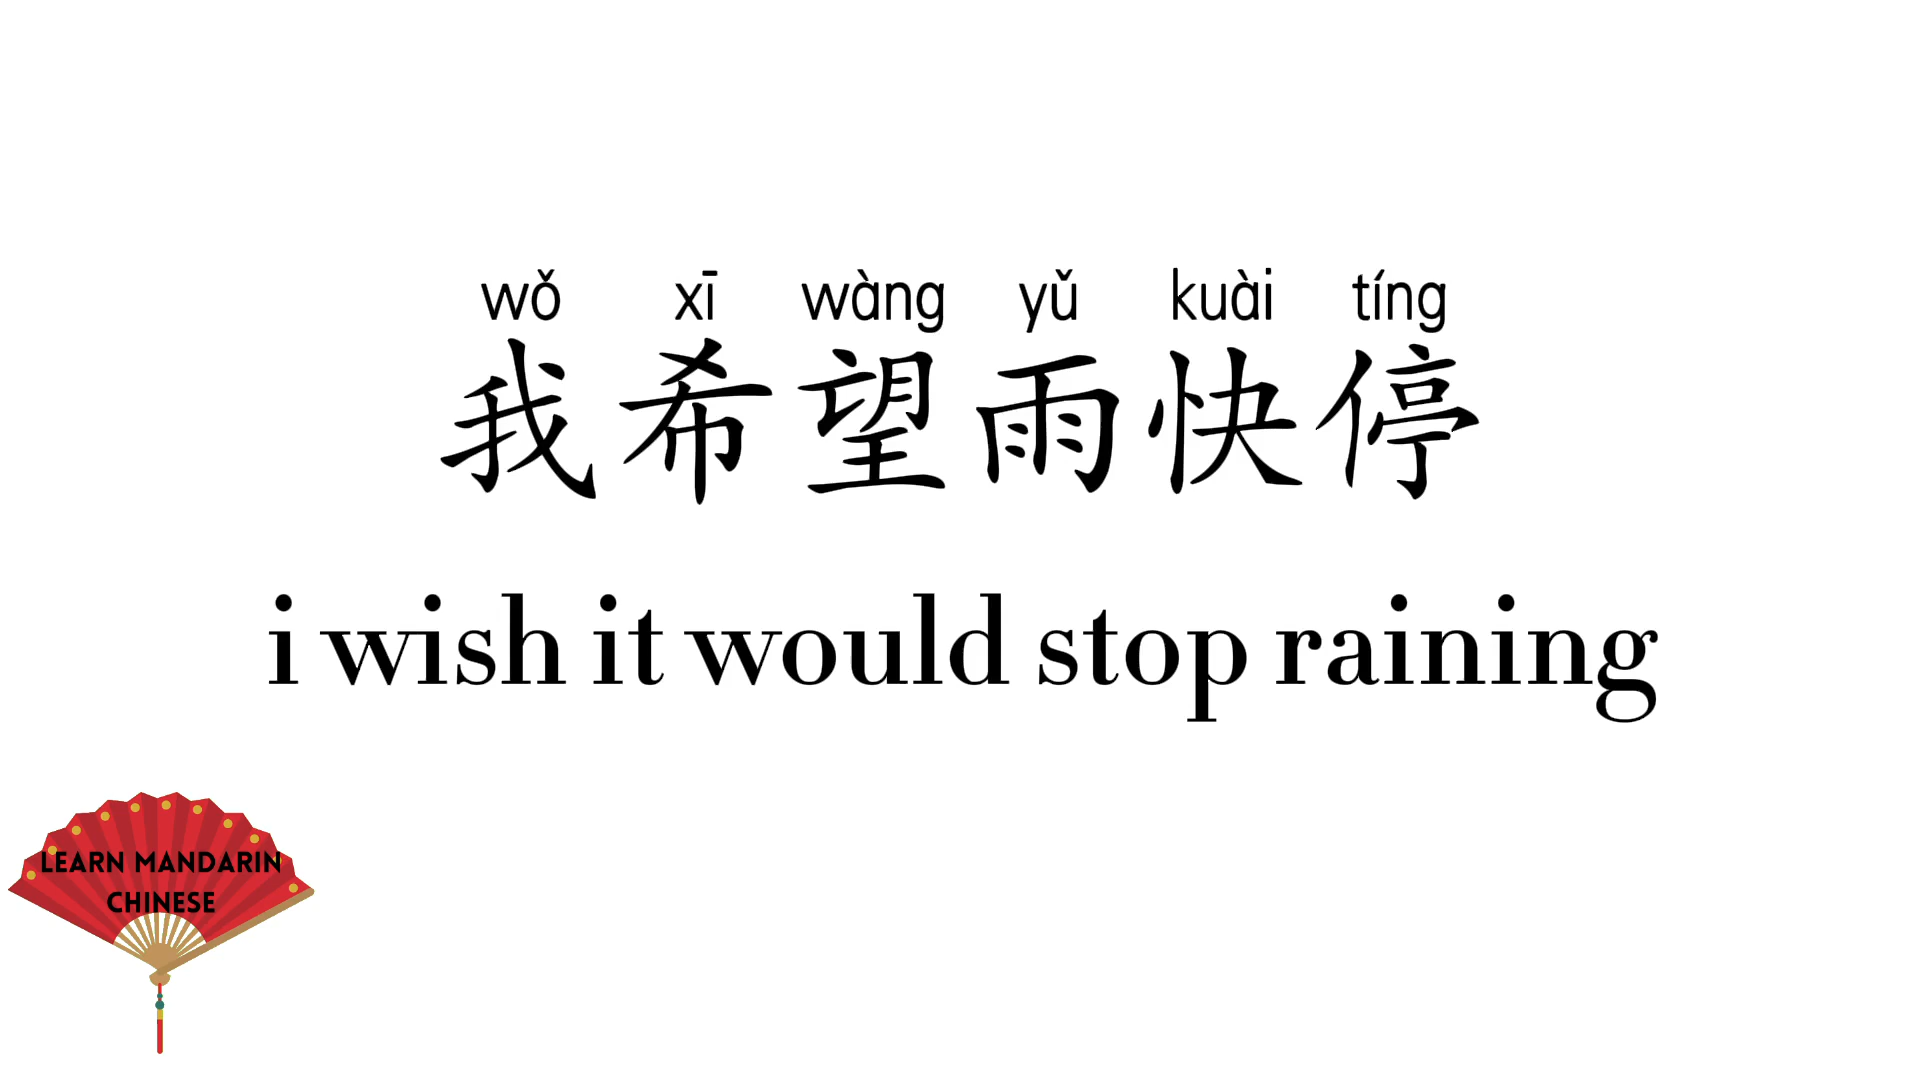 wǒ xī wàng yǔ kuài tíng
我希望雨快停
i wish it would stop raining
LEARN MANDARIN
CHINESE